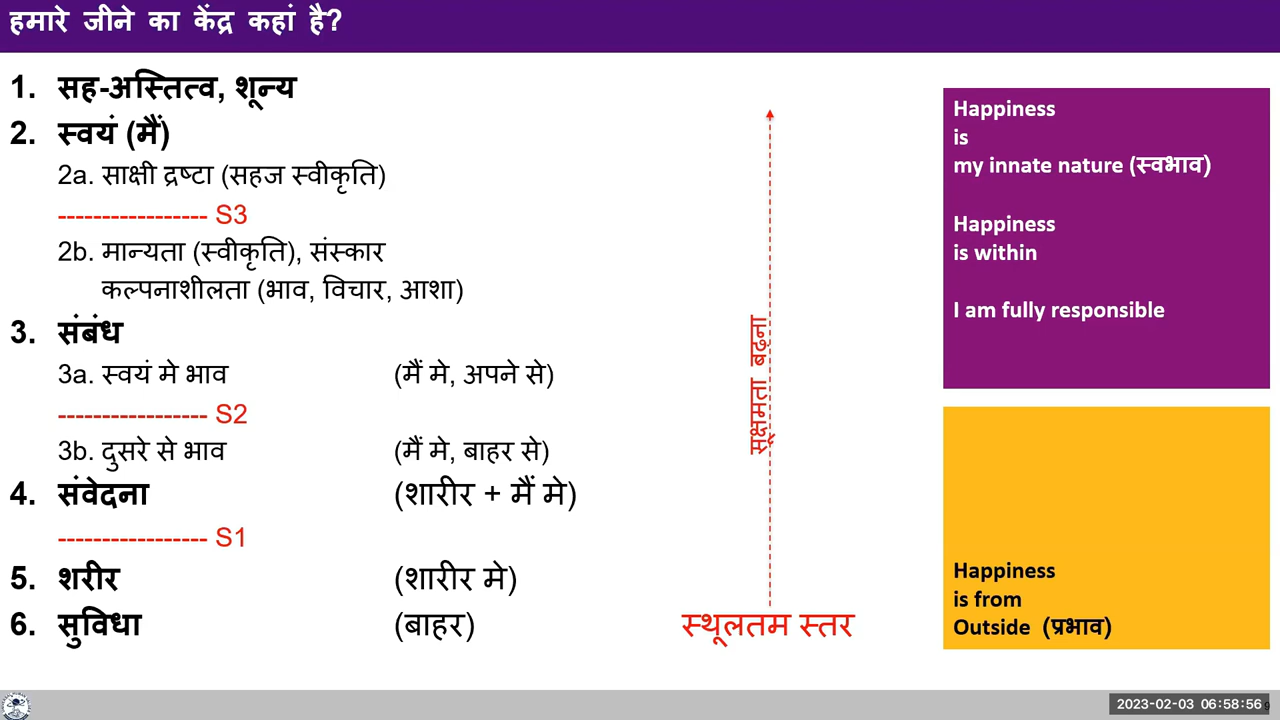 हमारे जीने का केंद्र कहां है?
1. सह-अस्तित्व, शून्य
2. स्वयं (मैं)
2a. साक्षी द्रष्टा (सहज स्वीकृति)
----------------- S3
2b. मान्यता (स्वीकृति), संस्कार
कल्पनाशीलता (भाव, विचार, आशा)
3. संबंध
3a. स्वयं मे भाव (मैं मे, अपने से)
----------------- S2
3b. दुसरे से भाव (मैं मे, बाहर से)
4. संवेदना (शारीर + मैं मे)
----------------- S1
5. शरीर (शारीर मे)
6. सुविधा (बाहर)
सूक्षमता बढ़ना
स्थूलतम स्तर
Happiness
is
my innate nature (स्वभाव)
Happiness
is within
I am fully responsible
Happiness
is from
Outside (प्रभाव)
2023-02-03 06:58:56
9